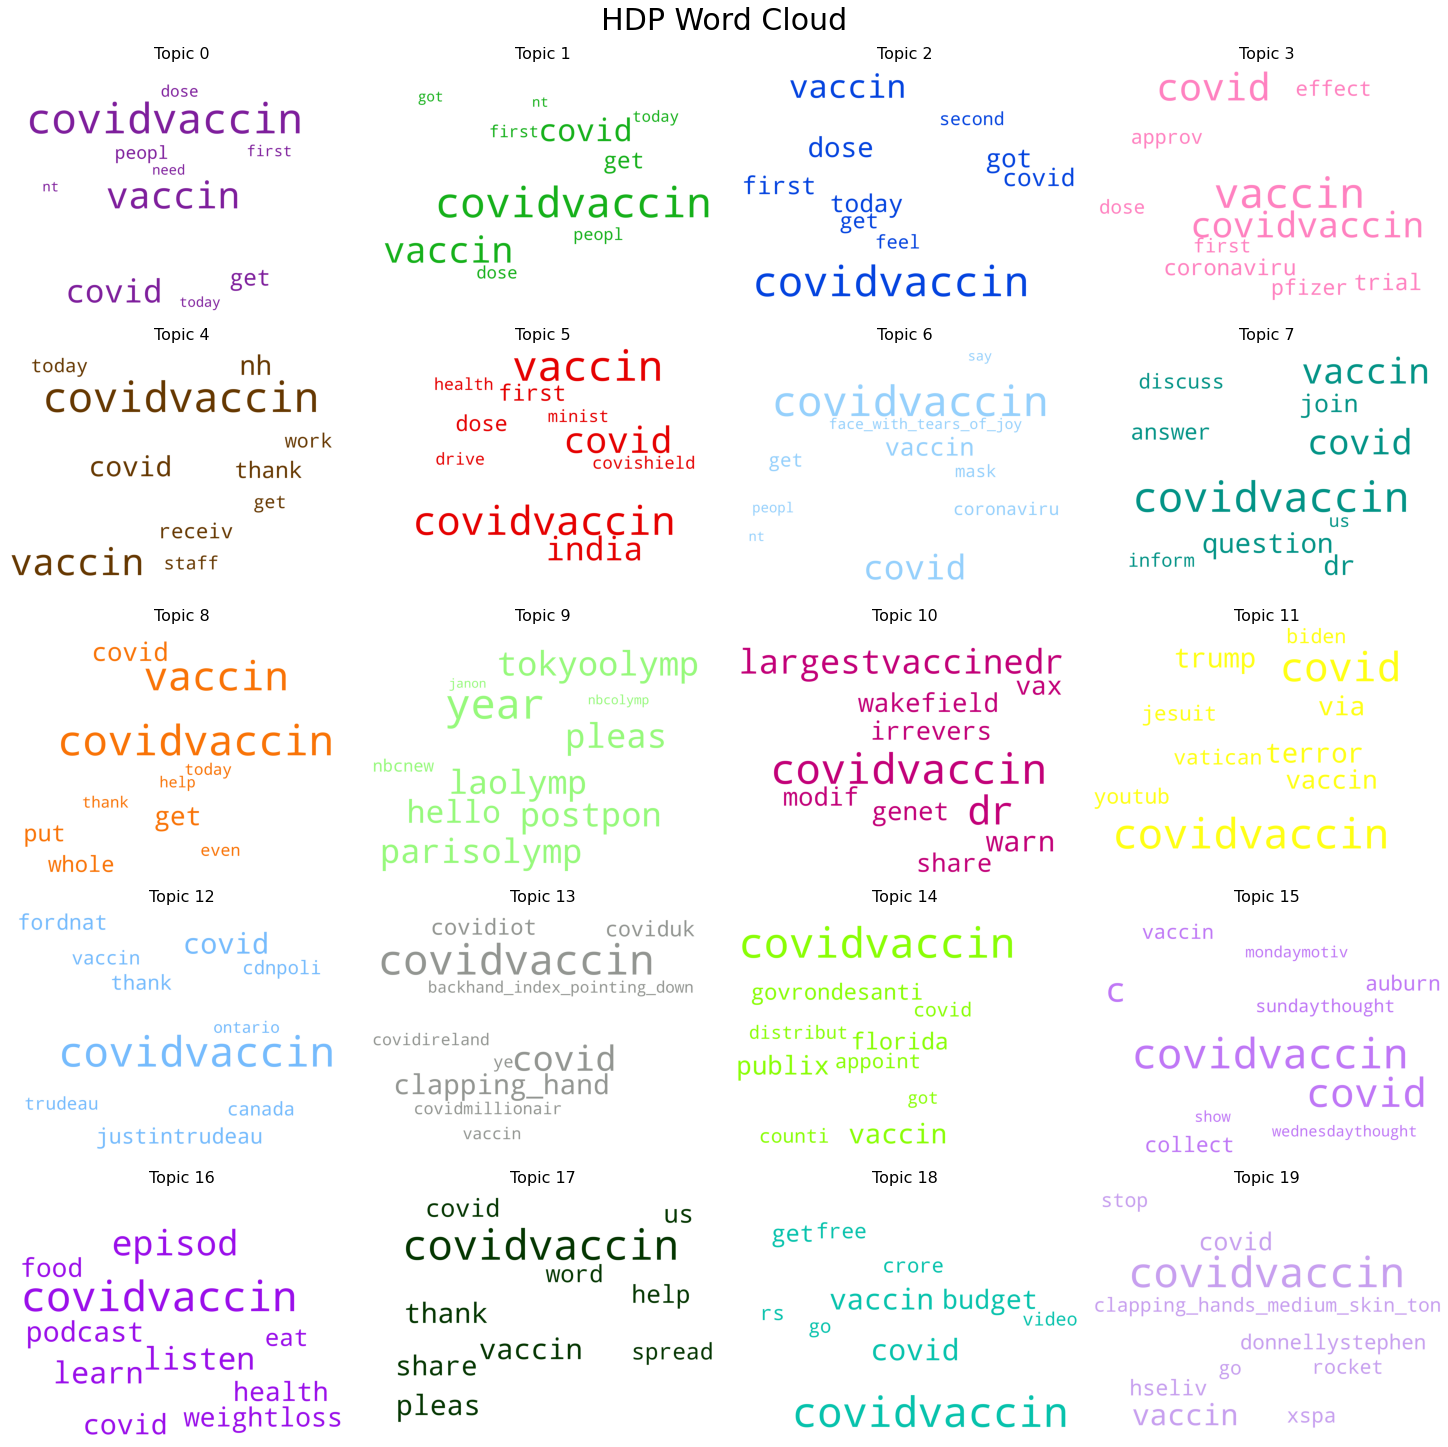 HDP Word Cloud
Topic 0
dose
covidvaccin
peopl
first
need
nt
vaccin
get
covid
today
Topic 1
got
nt
today
first
covid
get
covidvaccin
peopl
vaccin
dose
Topic 2
vaccin
second
dose
got
covid
first
today
get
feel
covidvaccin
Topic 3
covid
effect
approv
vaccin
dose
covidvaccin
first
coronaviru
pfizer
trial
Topic 4
today
nh
covidvaccin
work
covid
thank
get
receiv
vaccin
staff
Topic 5
vaccin
health
first
minist
dose
covid
drive
covishield
covidvaccin
india
Topic 6
say
covidvaccin
face_with_tears_of_joy
vaccin
get
mask
peopl
coronaviru
nt
covid
Topic 7
vaccin
discuss
join
answer
covid
covidvaccin
us
question
inform
dr
Topic 8
covid
vaccin
covidvaccin
today
help
thank
get
put
even
whole
Topic 9
tokyoolymp
janon
year
nbcolymp
pleas
nbcnew
laolymp
hello
postpon
parisolymp
Topic 10
largestvaccinedr
vax
wakefield
irrevers
covidvaccin
modif
genet
dr
warn
share
Topic 11
biden
trump
covid
via
jesuit
vatican
terror
vaccin
youtub
covidvaccin
Topic 12
fordnat
covid
vaccin
cdnpoli
thank
ontario
covidvaccin
trudeau
canada
justintrudeau
Topic 13
covidiot
coviduk
covidvaccin
backhand_index_pointing_down
covidireland
ye
covid
clapping_hand
covidmillionair
vaccin
Topic 14
covidvaccin
govrondesanti
covid
distribut
florida
publix
appoint
got
counti
vaccin
Topic 15
vaccin
mondaymotiv
c
auburn
sundaythought
covidvaccin
covid
show
wednesdaythought
collect
Topic 16
episod
food
covidvaccin
podcast
eat
listen
learn
health
covid
weightloss
Topic 17
covid
us
covidvaccin
word
help
thank
vaccin
spread
share
pleas
Topic 18
get
free
crore
vaccin
budget
rs
go
video
covid
covidvaccin
Topic 19
stop
covid
covidvaccin
clapping_hands_medium_skin_ton
donnellystephen
go
rocket
hseliv
vaccin
xspa